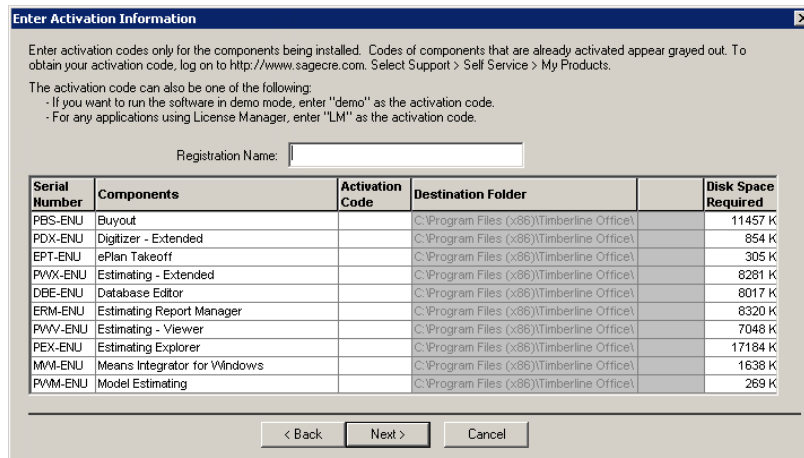 Enter Activation Information
Enter activation codes only for the components being installed. Codes of components that are already activated appear grayed out. To
obtain your activation code, log on to http://www.sagecre.com. Select Support > Self Service > My Products.
The activation code can also be one of the following:
- If you want to run the software in demo mode, enter "demo" as the activation code.
- For any applications using License Manager, enter "LM" as the activation code.
Registration Name:
Serial Number Components Activation Code Destination Folder Disk Space Required
PBS-ENU Buyout C:\Program Files (x86)\Timberline Office\ 11457 K
PDX-ENU Digitizer - Extended C:\Program Files (x86)\Timberline Office\ 854 K
EPT-ENU ePlan Takeoff C:\Program Files (x86)\Timberline Office\ 305 K
PWX-ENU Estimating - Extended C:\Program Files (x86)\Timberline Office\ 8281 K
DBE-ENU Database Editor C:\Program Files (x86)\Timberline Office\ 8017 K
ERM-ENU Estimating Report Manager C:\Program Files (x86)\Timberline Office\ 8320 K
PWV-ENU Estimating - Viewer C:\Program Files (x86)\Timberline Office\ 7048 K
PEX-ENU Estimating Explorer C:\Program Files (x86)\Timberline Office\ 17184 K
MWI-ENU Means Integrator for Windows C:\Program Files (x86)\Timberline Office\ 1638 K
PWM-ENU Model Estimating C:\Program Files (x86)\Timberline Office\ 269 K
< Back Next > Cancel